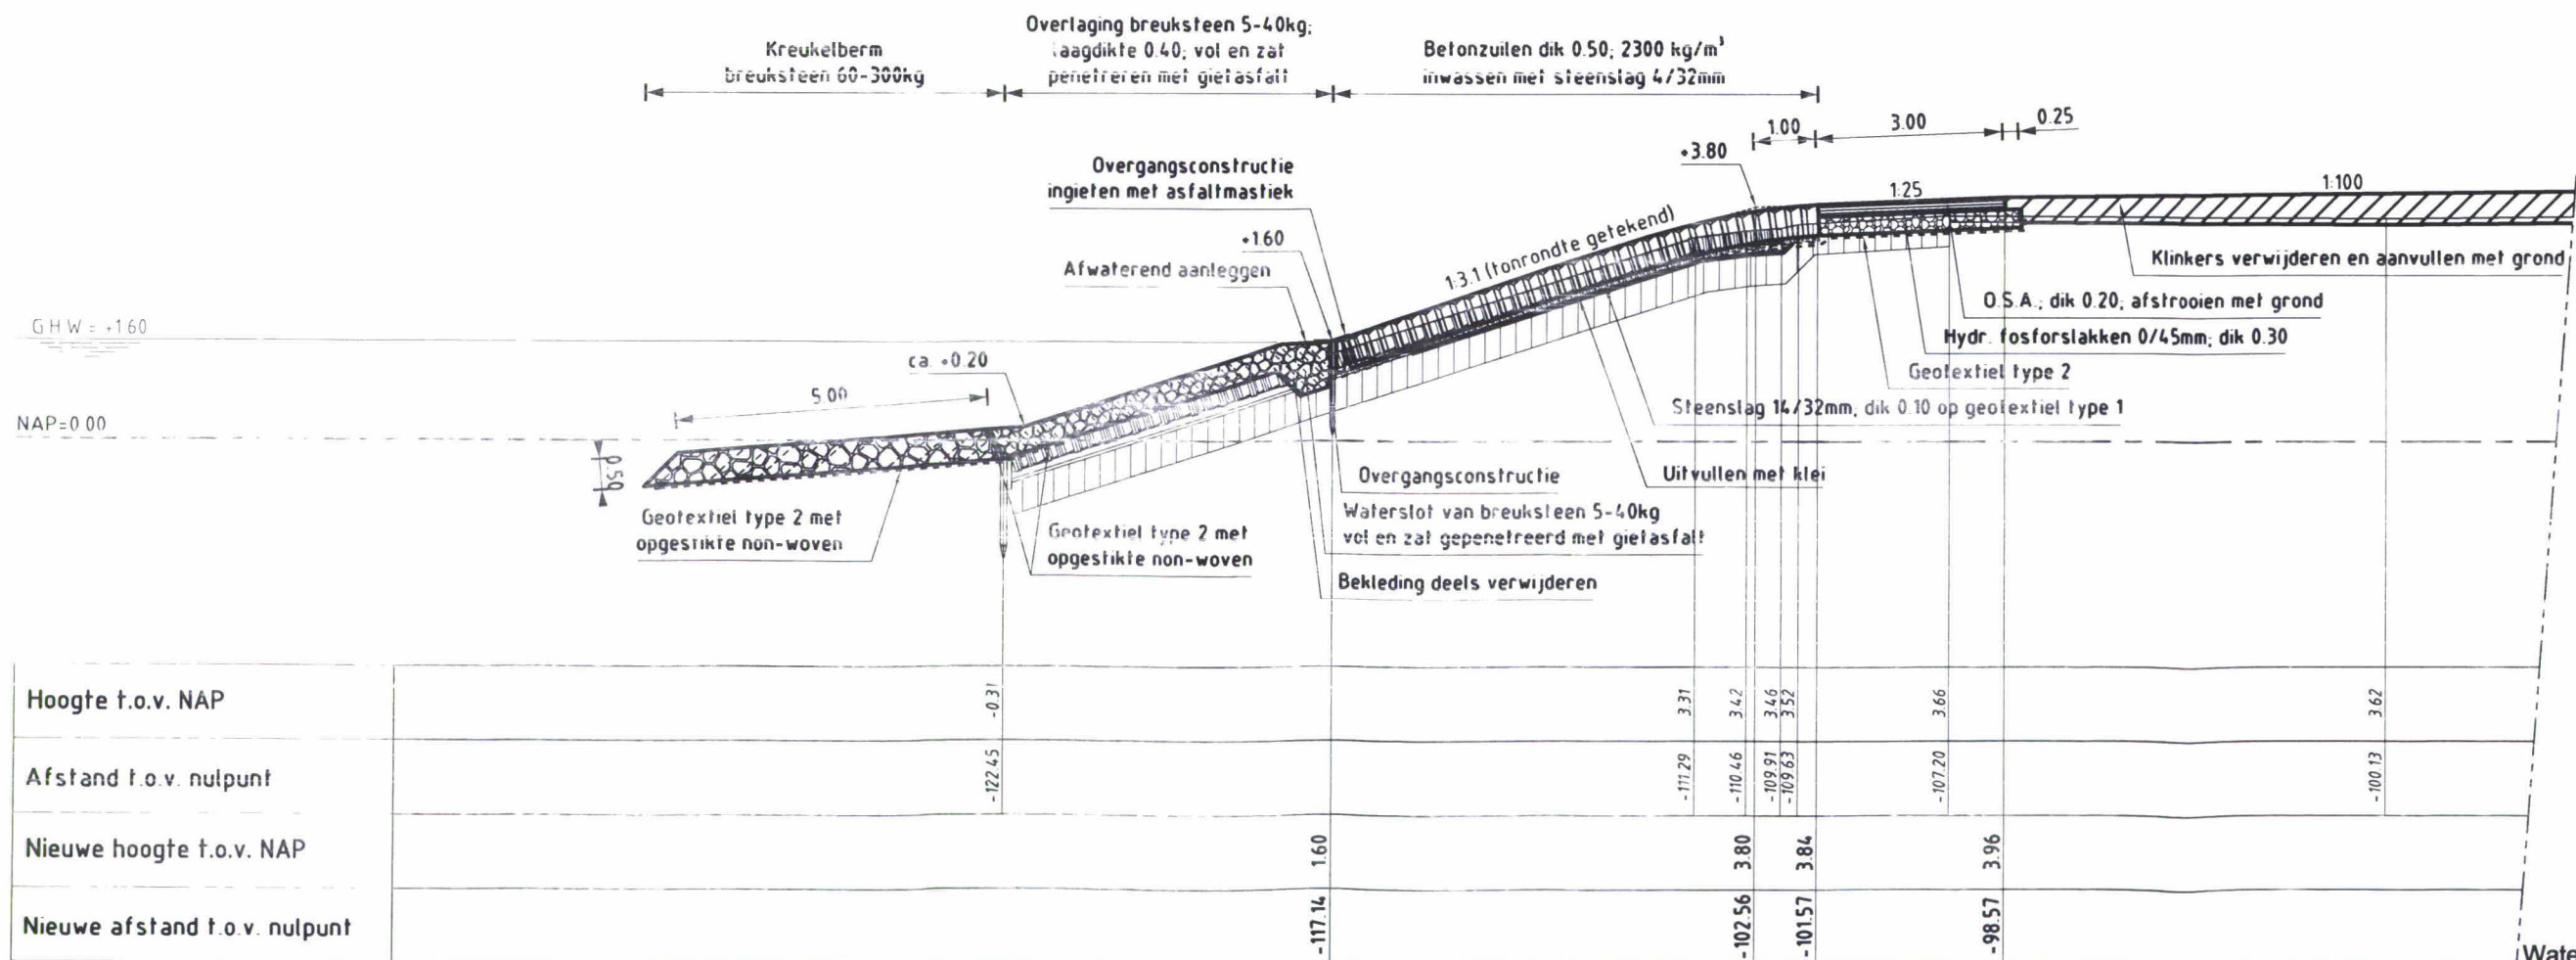 Kreukelberm
breuksteen 60-300kg
Overlaging breuksteen 5-40kg;
laagdikte 0.40; vol en zat
penetreren met gietasfalt
Betonzuilen dik 0.50; 2300 kg/m³
inwassen met steenslag 4/32mm
1.00
3.00
0.25
+3.80
Overgangsconstructie
ingieten met asfaltmastiek
1:25
1:100
+1.60
1:3.1 (tonrondte getekend)
Afwaterend aanleggen
Klinkers verwijderen en aanvullen met grond
O.S.A.; dik 0.20; afstrooien met grond
GHW = +160
Hydr. fosforslakken 0/45mm; dik 0.30
ca. +0.20
Geotextiel type 2
5.00
Steenslag 14/32mm, dik 0.10 op geotextiel type 1
NAP=0.00
0.50
Overgangsconstructie
Uitvullen met klei
Geotextiel type 2 met
opgestikte non-woven
Geotextiel type 2 met
opgestikte non-woven
Waterslot van breuksteen 5-40kg
vol en zat gepenetreerd met gietasfalt
Bekleding deels verwijderen
Hoogte t.o.v. NAP -0.31 3.31 3.42 3.46 3.52 3.66 3.62
Afstand t.o.v. nulpunt -122.45 -111.29 -110.46 -109.91 -109.63 -107.20 -100.13
Nieuwe hoogte t.o.v. NAP 1.60 3.80 3.84 3.96
Nieuwe afstand t.o.v. nulpunt -117.14 -102.56 -101.57 -98.57
Wate